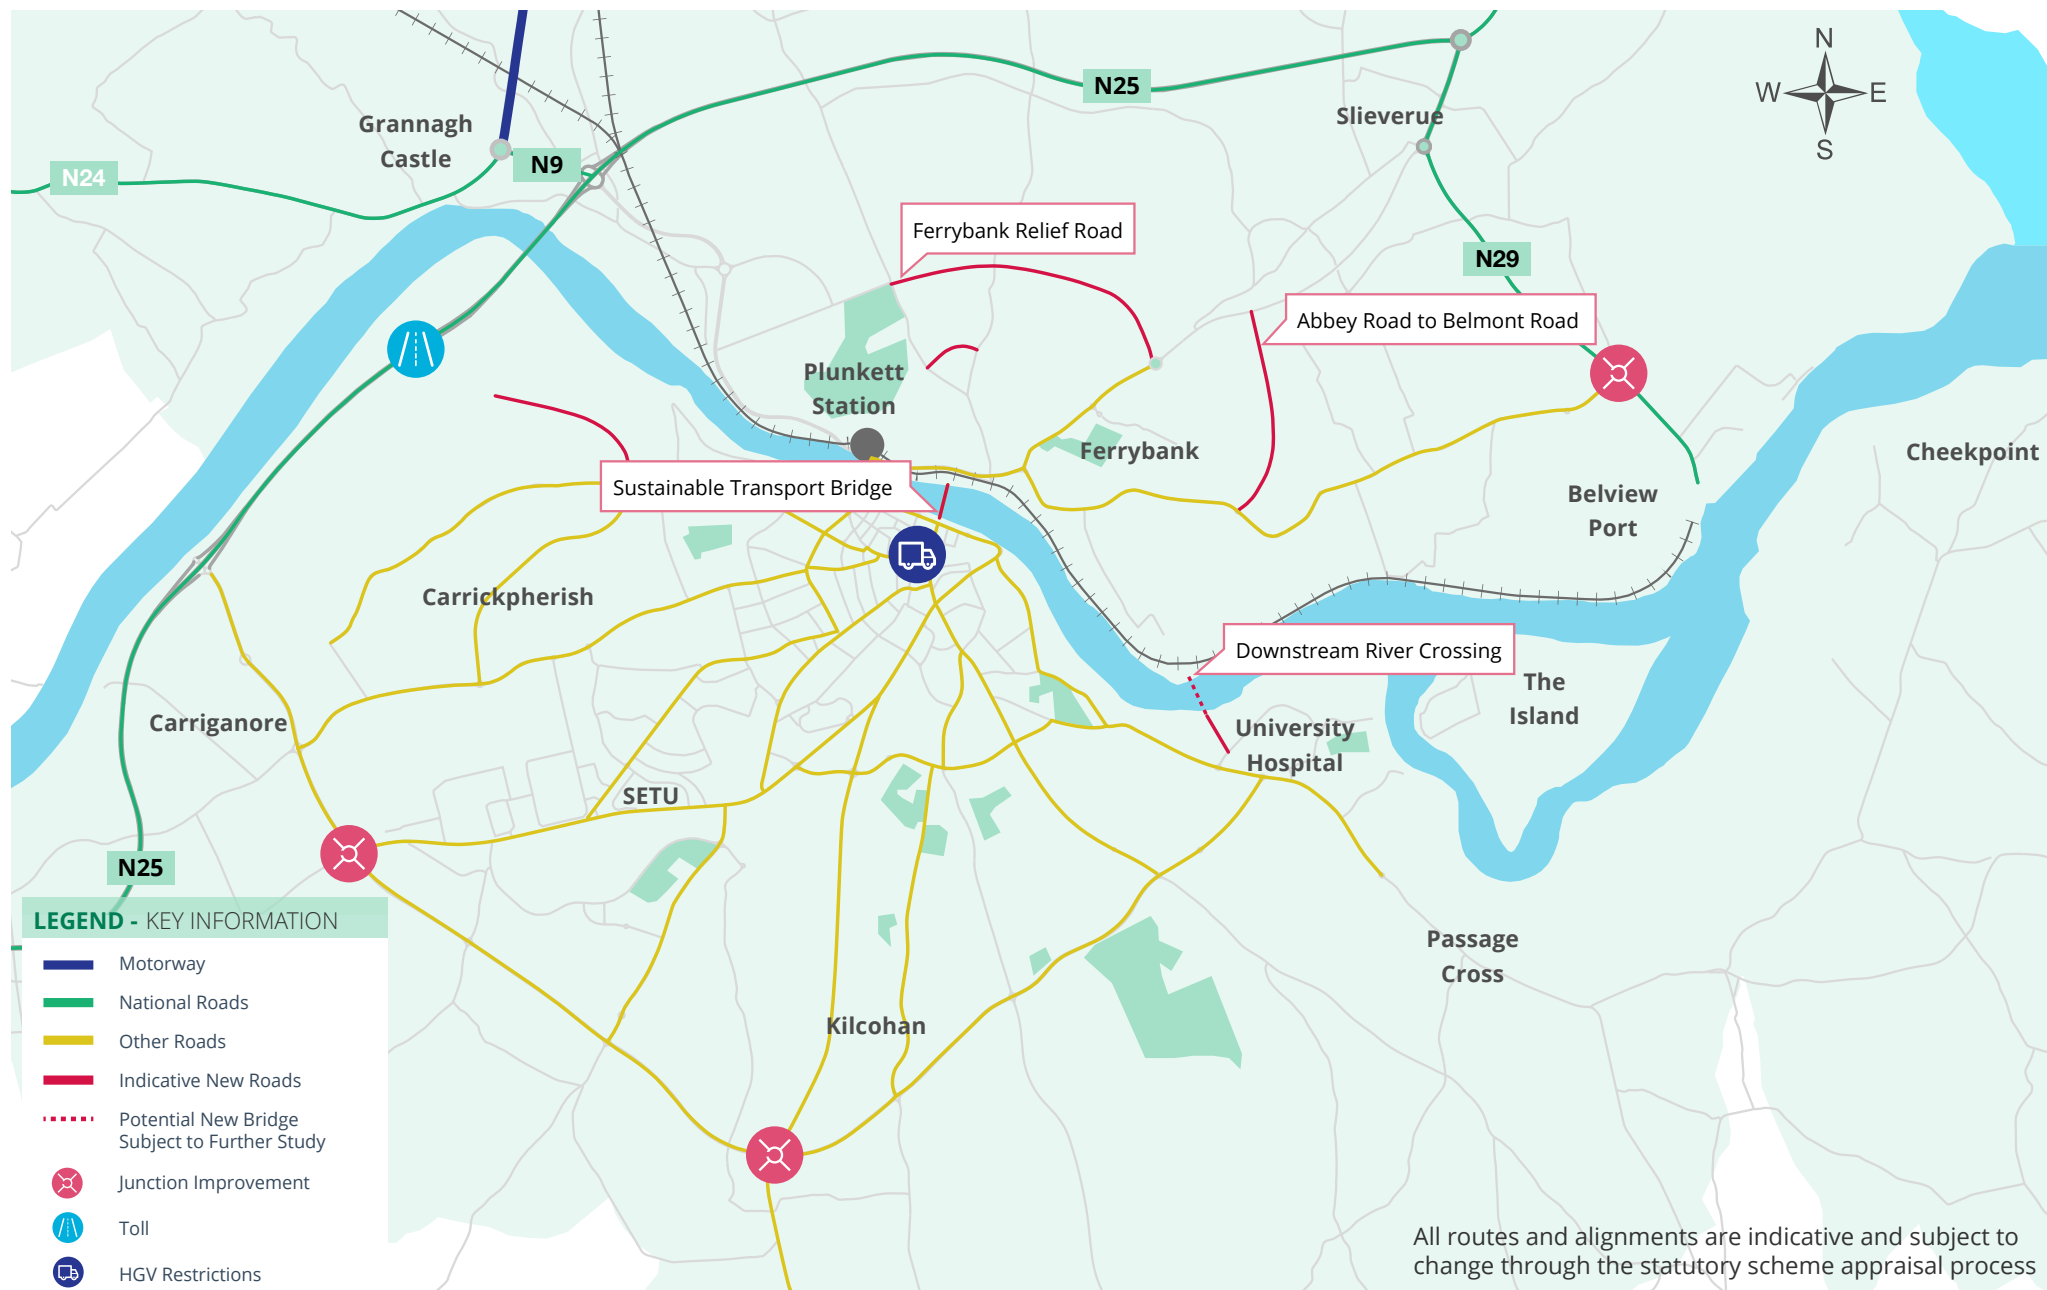 N
W
E
S
N25
Slieverue
Grannagh
Castle
N9
N24
Ferrybank Relief Road
N29
Abbey Road to Belmont Road
Plunkett
Station
Ferrybank
Cheekpoint
Sustainable Transport Bridge
Belview
Port
Carrickpherish
Downstream River Crossing
The
Island
Carriganore
University
Hospital
SETU
N25
LEGEND - KEY INFORMATION
Motorway
National Roads
Other Roads
Indicative New Roads
Potential New Bridge
Subject to Further Study
Junction Improvement
Toll
HGV Restrictions
Passage
Cross
Kilcohan
All routes and alignments are indicative and subject to
change through the statutory scheme appraisal process